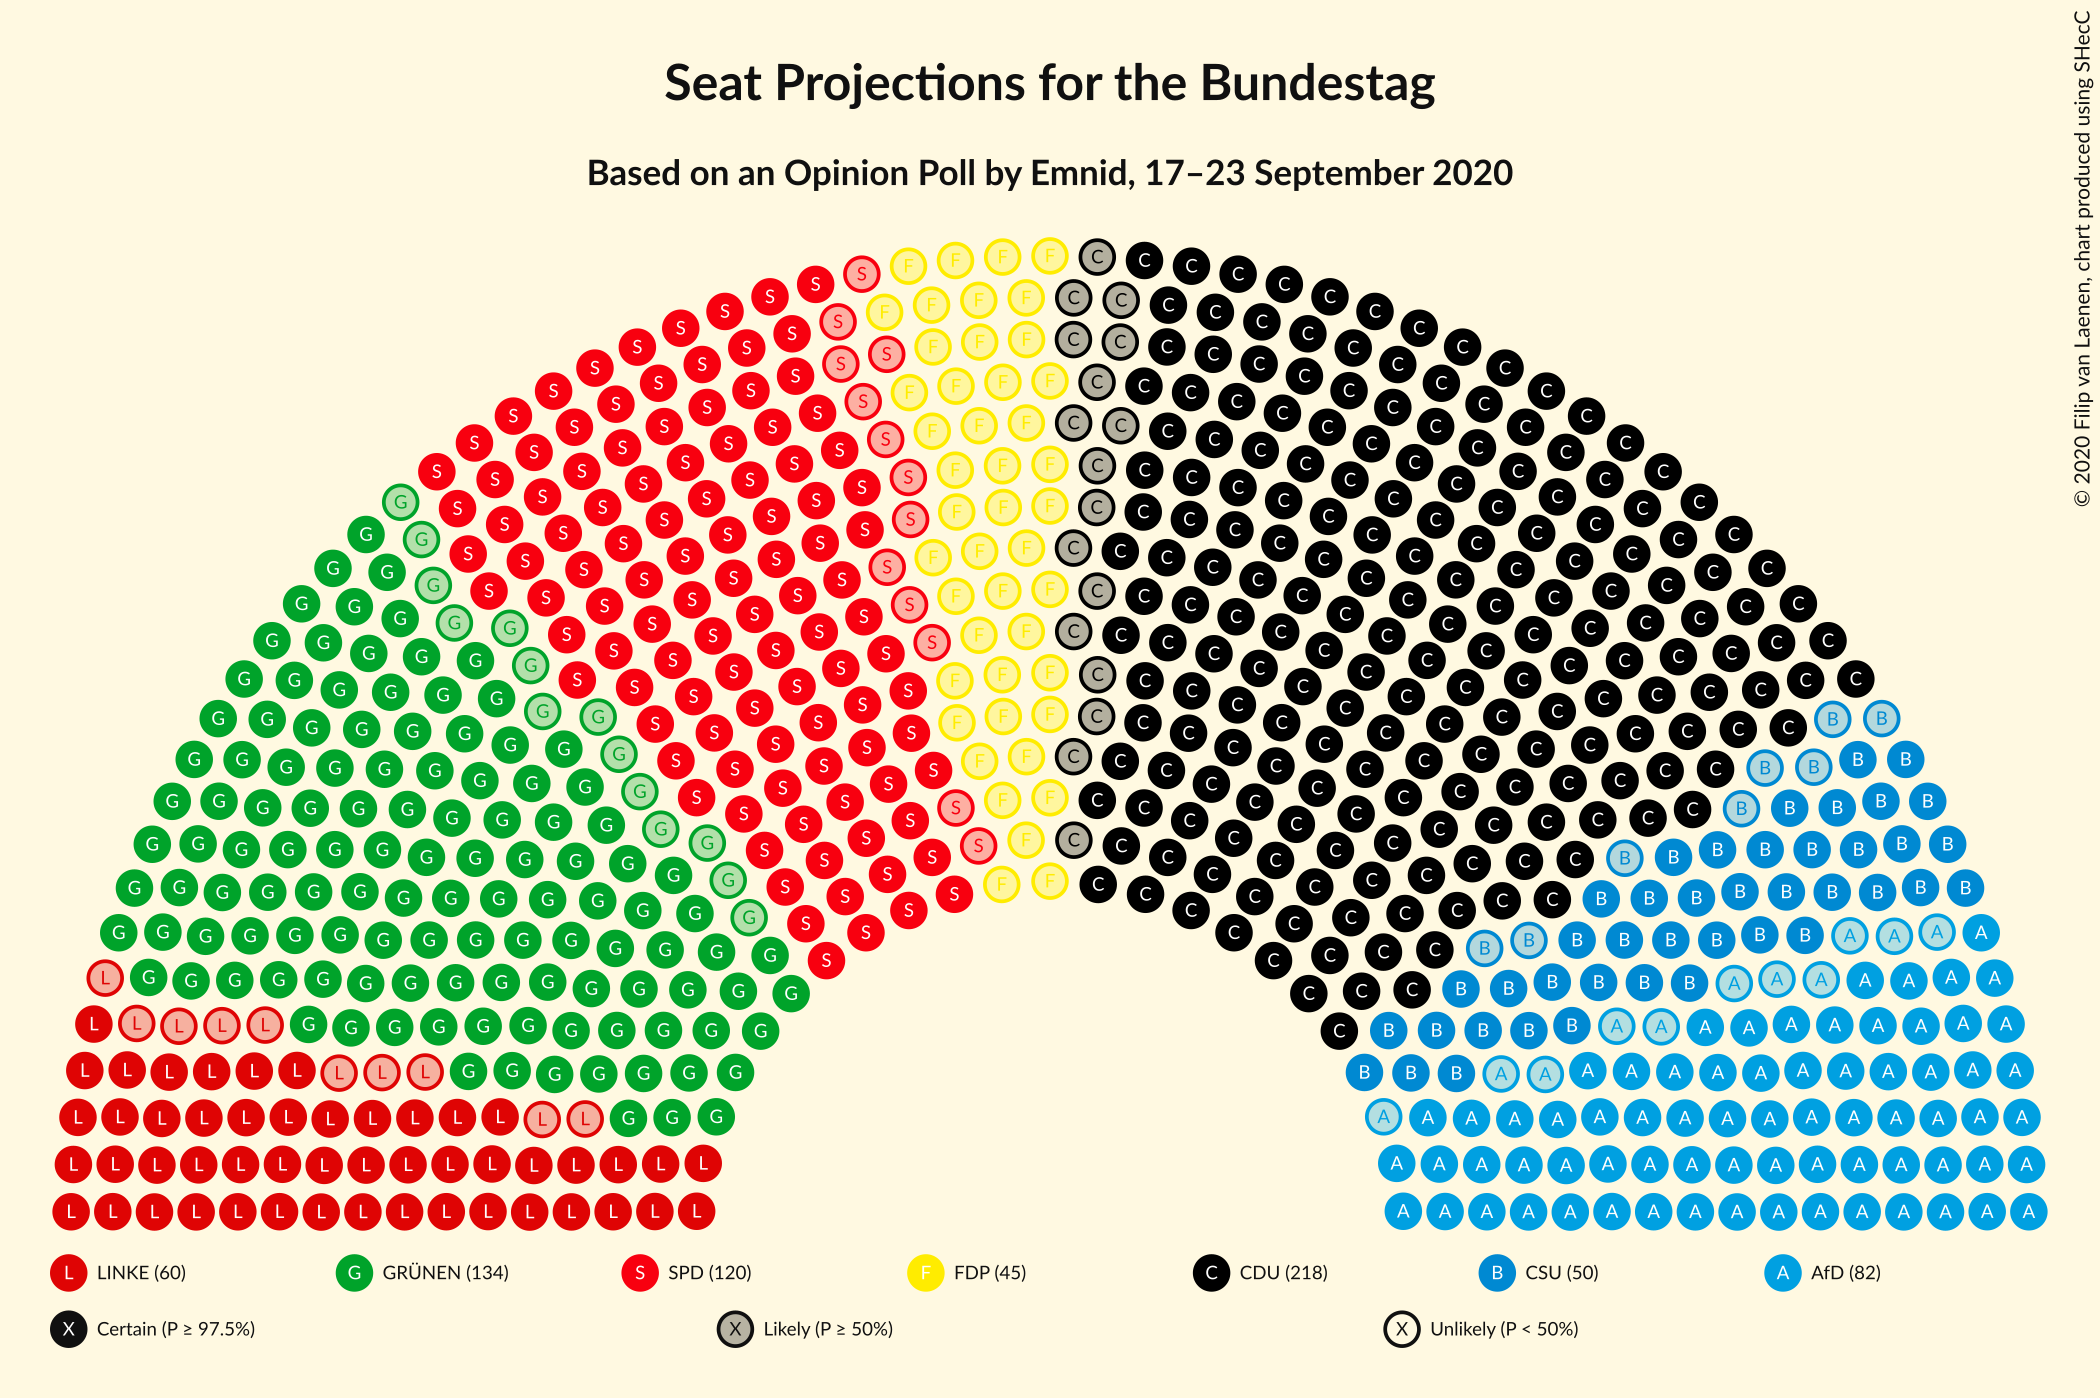 Seat Projections for the Bundestag
Based on an Opinion Poll by Emnid, 17–23 September 2020
© 2020 Filip van Laenen, chart produced using SHecC
L LINKE (60) G GRÜNEN (134) S SPD (120) F FDP (45) C CDU (218) B CSU (50) A AfD (82)
X Certain (P ≥ 97.5%) X Likely (P ≥ 50%) X Unlikely (P < 50%)